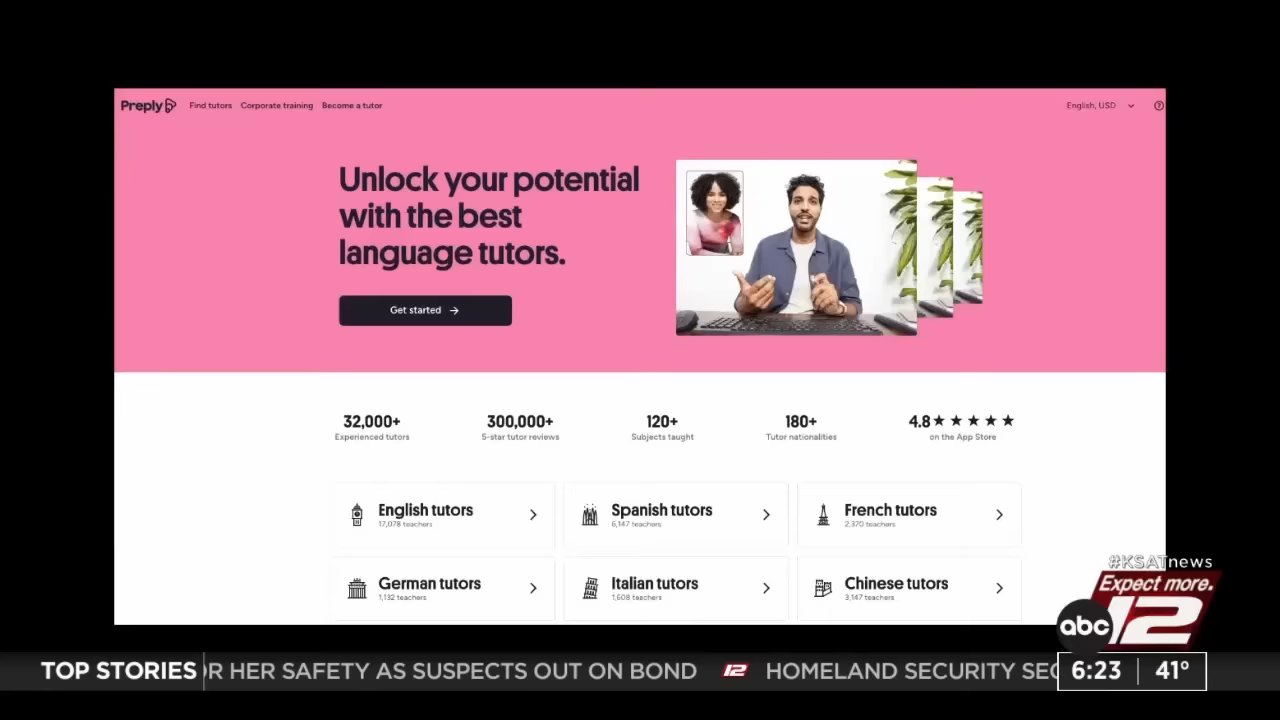 Preply
Find tutors
Corporate training
Become a tutor
English, USD
Unlock your potential
with the best
language tutors.
Get started
32,000+
Experienced tutors
300,000+
5-star tutor reviews
120+
Subjects taught
180+
Tutor nationalities
4.8
on the App Store
English tutors
17,078 teachers
Spanish tutors
6,147 teachers
French tutors
2,370 teachers
German tutors
1,132 teachers
Italian tutors
1,608 teachers
Chinese tutors
3,147 teachers
#KSATnews
Expect more.
abc 12
TOP STORIES
OR HER SAFETY AS SUSPECTS OUT ON BOND 12 HOMELAND SECURITY SEC
6:23 41°